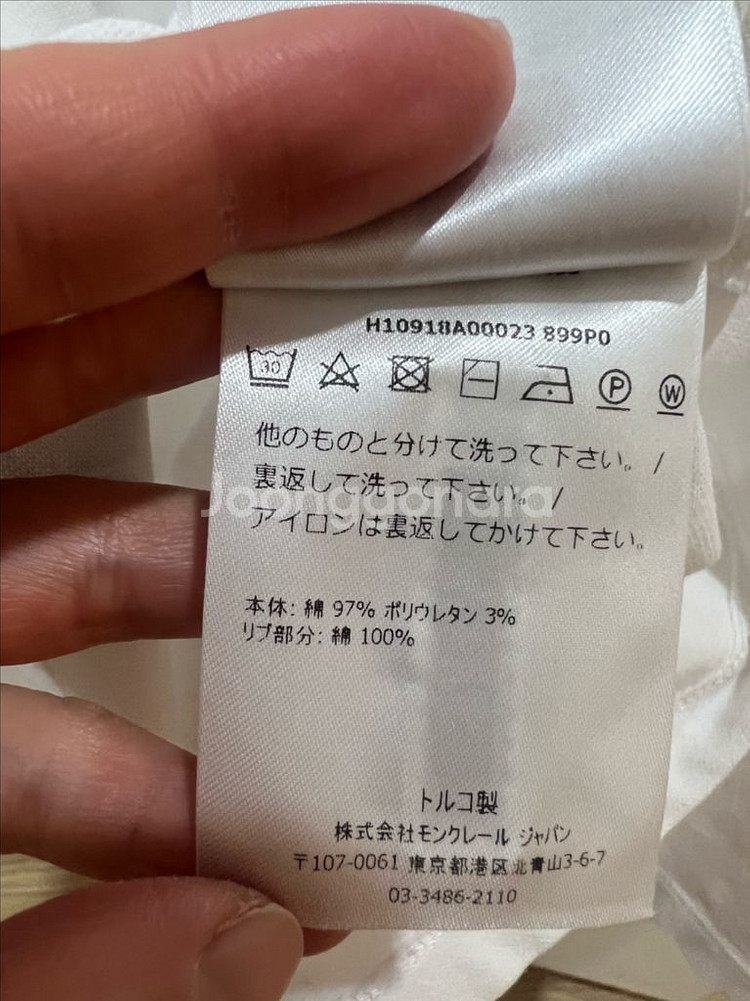 H10918A00023 899P0
30
P
W
他のものと分けて洗って下さい。 /
裏返して洗って下さい。 /
アイロンは裏返してかけて下さい。
Joongonara
本体: 綿 97% ポリウレタン 3%
リブ部分: 綿 100%
トルコ製
株式会社モンクレール ジャパン
〒107-0061 東京都港区北青山3-6-7
03-3486-2110